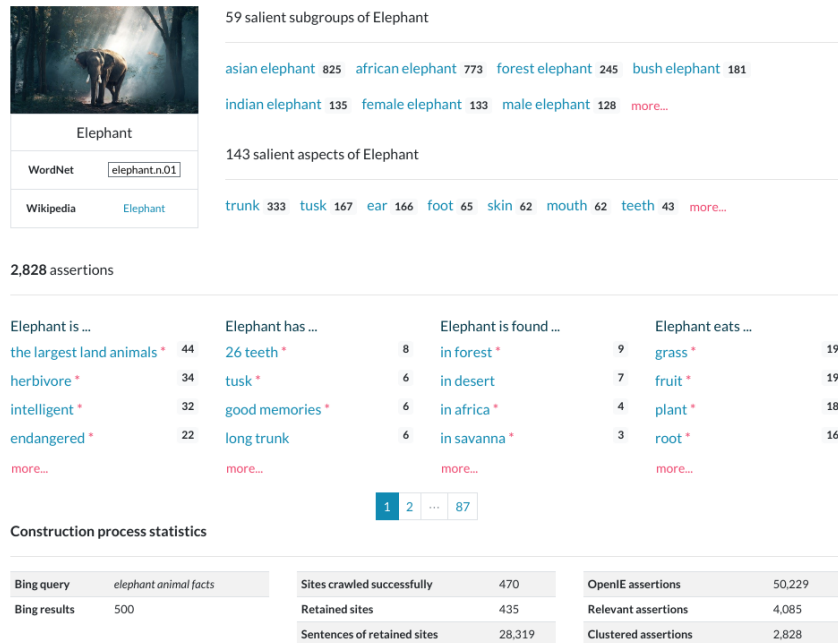 59 salient subgroups of Elephant
asian elephant 825 african elephant 773 forest elephant 245 bush elephant 181
indian elephant 135 female elephant 133 male elephant 128 more...
Elephant
WordNet elephant.n.01
Wikipedia Elephant
143 salient aspects of Elephant
trunk 333 tusk 167 ear 166 foot 65 skin 62 mouth 62 teeth 43 more...
2,828 assertions
Elephant is ...
the largest land animals * 44
herbivore * 34
intelligent * 32
endangered * 22
more...
Elephant has ...
26 teeth * 8
tusk * 6
good memories * 6
long trunk 6
more...
Elephant is found ...
in forest * 9
in desert 7
in africa * 4
in savanna * 3
more...
Elephant eats ...
grass * 19
fruit * 19
plant * 18
root * 16
more...
1 2 ... 87
Construction process statistics
Bing query elephant animal facts
Bing results 500
Sites crawled successfully 470
Retained sites 435
Sentences of retained sites 28,319
OpenIE assertions 50,229
Relevant assertions 4,085
Clustered assertions 2,828